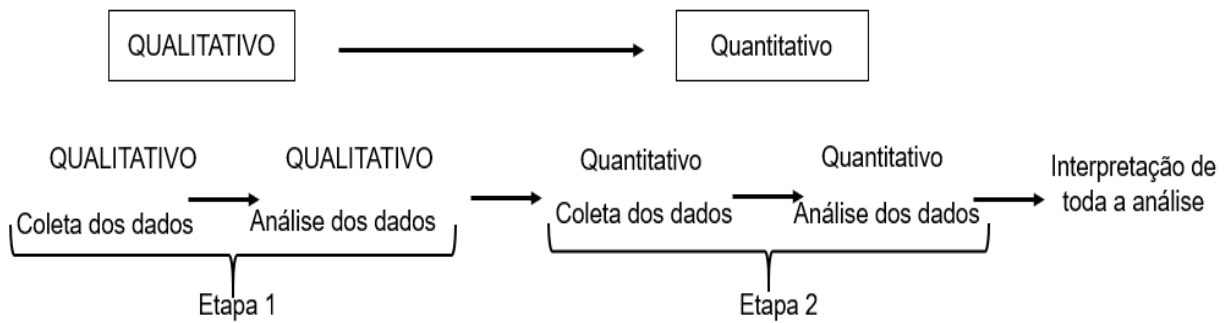 QUALITATIVO
Quantitativo
QUALITATIVO
QUALITATIVO
Quantitativo
Quantitativo
Interpretação de
toda a análise
Coleta dos dados
Análise dos dados
Coleta dos dados
Análise dos dados
Etapa 1
Etapa 2